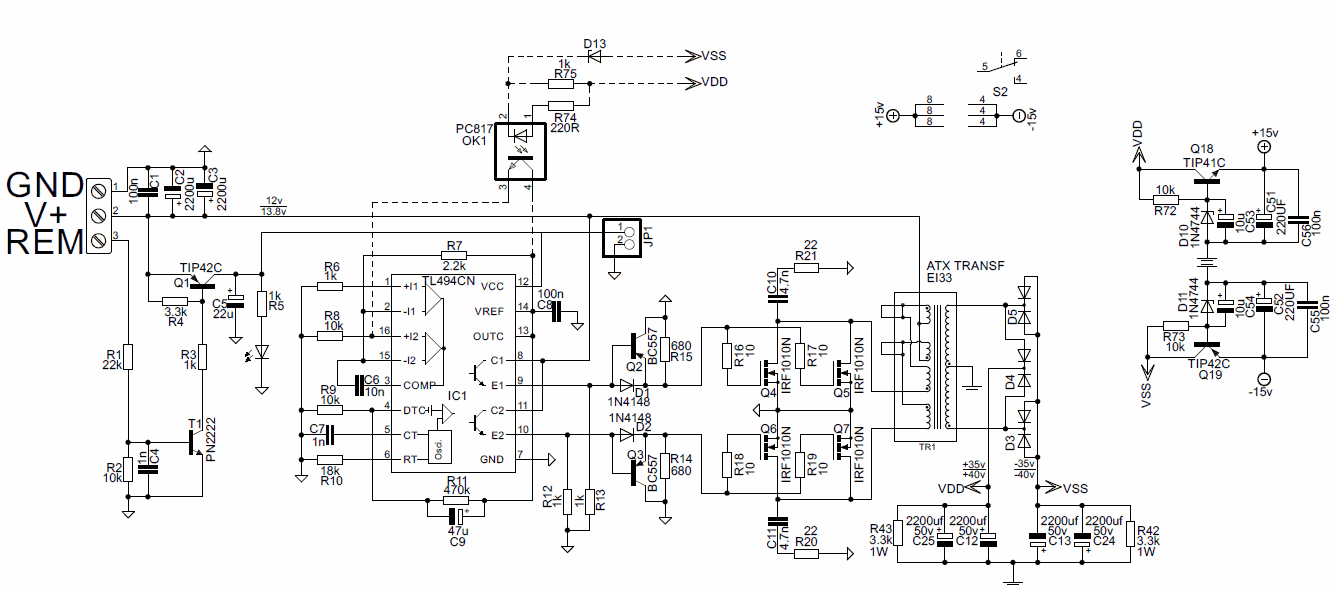 GND
V+
REM
1
2
3
100n
C1
C2
2200u
C3
2200u
12v
13.8v
TIP42C
Q1
3.3k
R4
C5
22u
1k
R5
R1
22k
R3
1k
T1
PN2222
R2
10k
1n
C4
D13
VSS
1k
R75
VDD
R74
220R
PC817
OK1
2
1
3
4
R7
2.2k
R6
1k
R8
10k
R9
10k
C7
1n
18k
R10
C6
10n
TL494CN
1
+I1
2
-I1
16
+I2
15
-I2
3
COMP
4
DTC
5
CT
6
RT
IC1
Osci.
VCC
12
VREF
14
OUTC
13
C1
8
E1
9
C2
11
E2
10
GND
7
100n
C8
R11
470k
47u
C9
R12
1k
1k
R13
1
2
JP1
Q2
BC557
680
R15
D1
1N4148
1N4148
D2
Q3
BC557
R14
680
C10
4.7n
22
R21
R16
10
Q4
IRF1010N
R17
10
Q5
IRF1010N
Q6
IRF1010N
R18
10
Q7
IRF1010N
R19
10
C11
4.7n
22
R20
ATX TRANSF
EI33
TR1
D5
D4
D3
+35v
+40v
-35v
-40v
VDD
VSS
R43
3.3k
1W
2200uf
50v
C25
2200uf
50v
C12
2200uf
50v
C13
2200uf
50v
C24
R42
3.3k
1W
5
6
4
S2
+15v
8
8
8
4
4
4
-15v
VDD
Q18
TIP41C
+15v
10k
R72
D10
1N4744
10u
C53
C51
220UF
C56
100n
D11
1N4744
10u
C54
C52
220UF
C55
100n
R73
10k
TIP42C
Q19
VSS
-15v